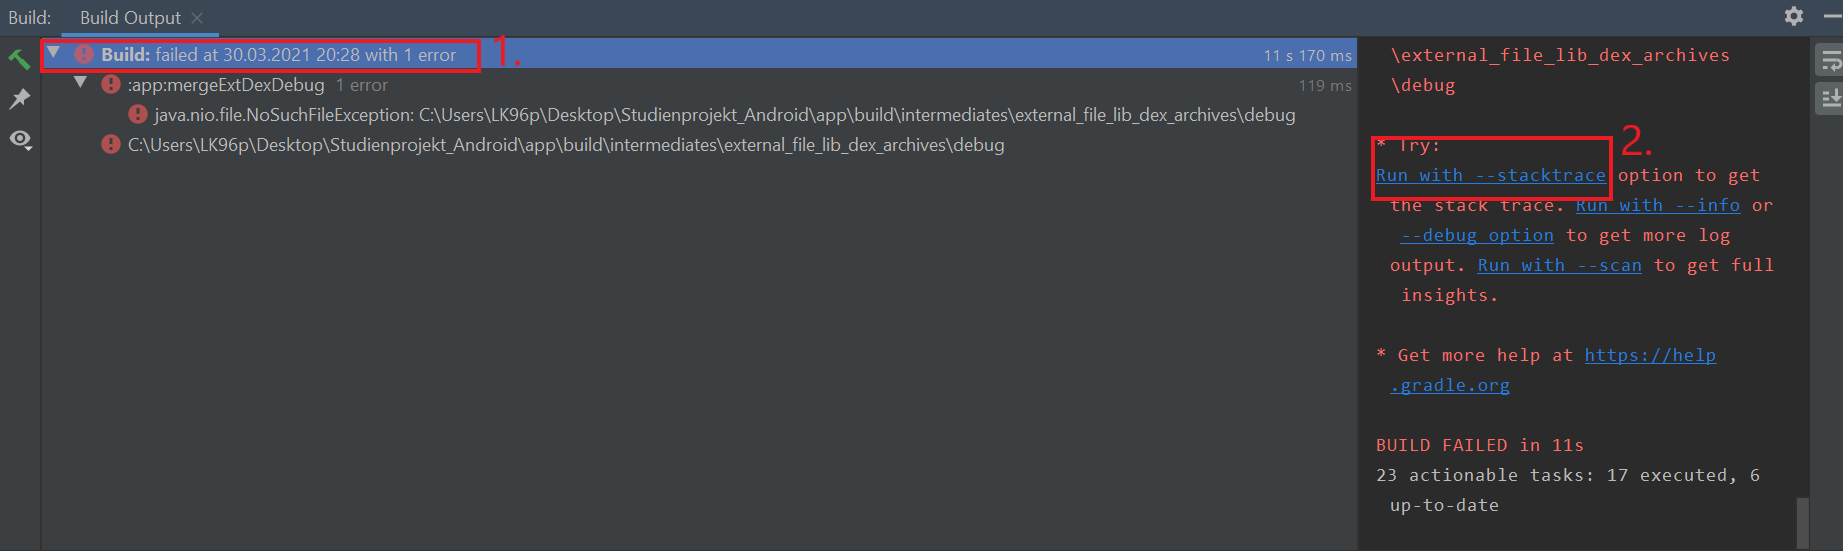 Build:
Build Output
Build: failed at 30.03.2021 20:28 with 1 error
1.
11 s 170 ms
:app:mergeExtDexDebug 1 error
119 ms
java.nio.file.NoSuchFileException: C:\Users\LK96p\Desktop\Studienprojekt_Android\app\build\intermediates\external_file_lib_dex_archives\debug
C:\Users\LK96p\Desktop\Studienprojekt_Android\app\build\intermediates\external_file_lib_dex_archives\debug
\external_file_lib_dex_archives
\debug
* Try:
2.
Run with --stacktrace option to get
the stack trace. Run with --info or
--debug option to get more log
output. Run with --scan to get full
insights.
* Get more help at https://help
.gradle.org
BUILD FAILED in 11s
23 actionable tasks: 17 executed, 6
up-to-date